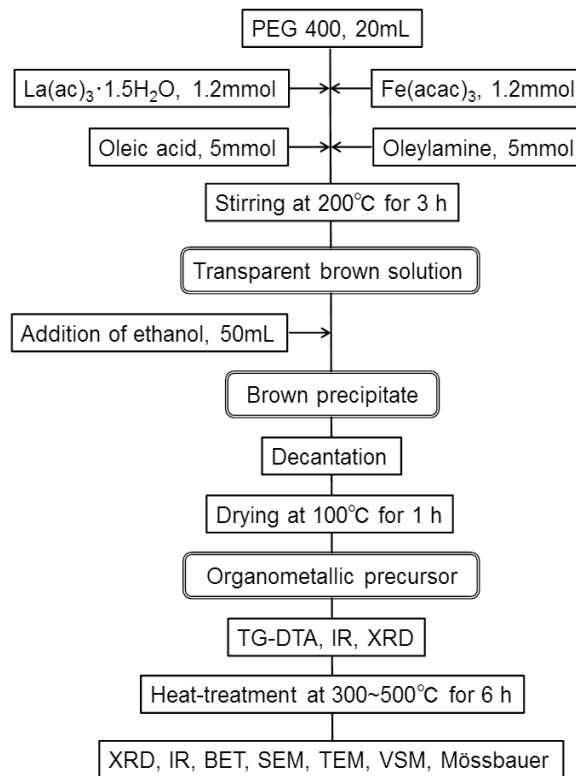 PEG 400, 20mL
La(ac)₃·1.5H₂O, 1.2mmol
Fe(acac)₃, 1.2mmol
Oleic acid, 5mmol
Oleylamine, 5mmol
Stirring at 200℃ for 3 h
Transparent brown solution
Addition of ethanol, 50mL
Brown precipitate
Decantation
Drying at 100℃ for 1 h
Organometallic precursor
TG-DTA, IR, XRD
Heat-treatment at 300~500℃ for 6 h
XRD, IR, BET, SEM, TEM, VSM, Mössbauer